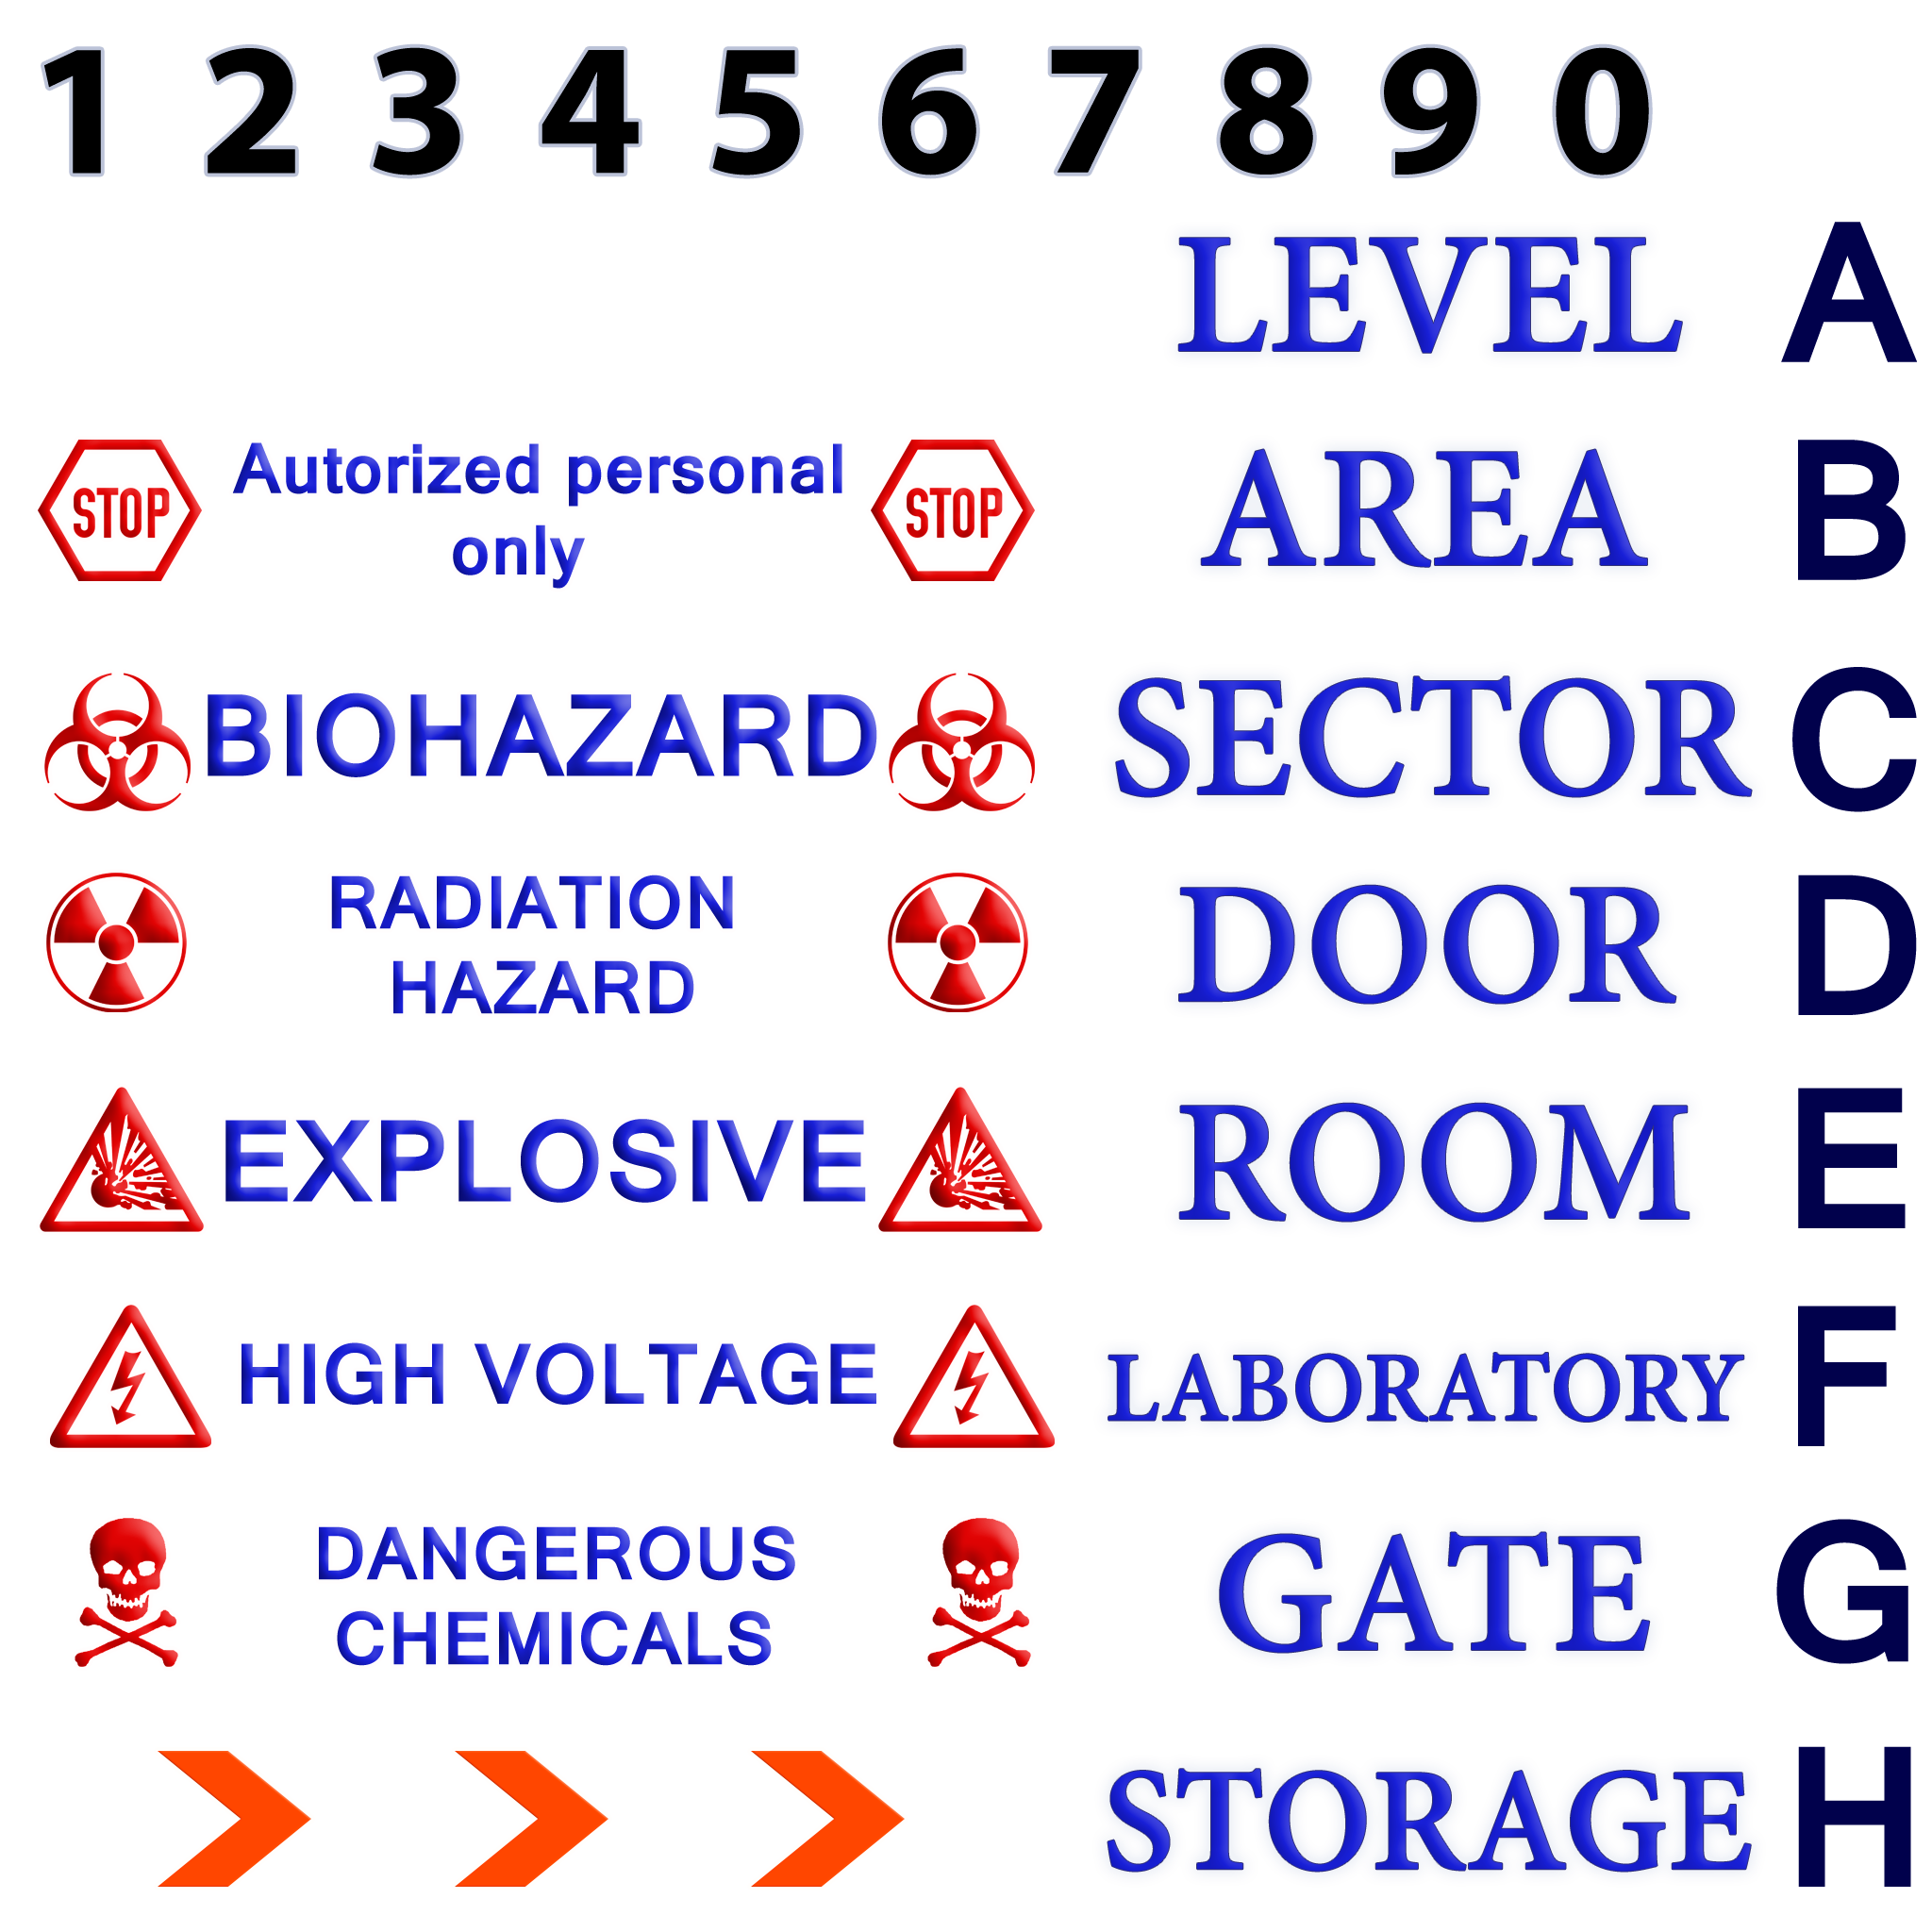 1 2 3 4 5 6 7 8 9 0
LEVEL A
STOP Autorized personal STOP AREA B
only
BIOHAZARD SECTOR C
RADIATION DOOR D
HAZARD
EXPLOSIVE ROOM E
HIGH VOLTAGE LABORATORY F
DANGEROUS GATE G
CHEMICALS
STORAGE H